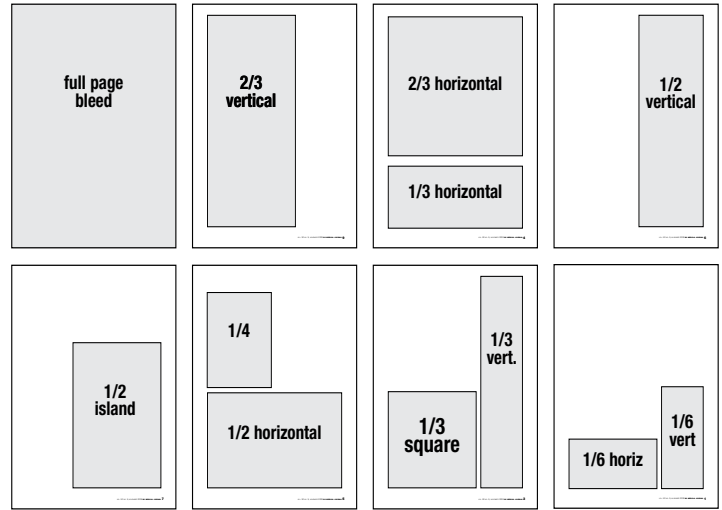 full page
bleed
2/3
vertical
2/3 horizontal
1/3 horizontal
1/2
vertical
1/2
island
1/4
1/2 horizontal
1/3
square
1/3
vert.
1/6 horiz
1/6
vert